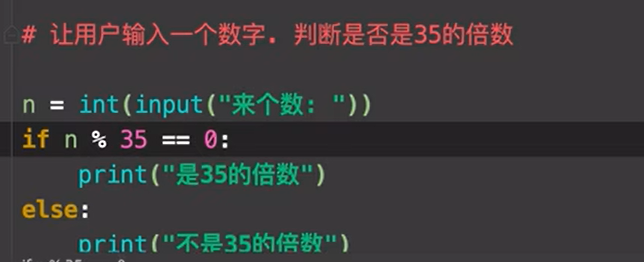 # 让用户输入一个数字. 判断是否是35的倍数
n = int(input("来个数: "))
if n % 35 == 0:
    print("是35的倍数")
else:
    print("不是35的倍数")